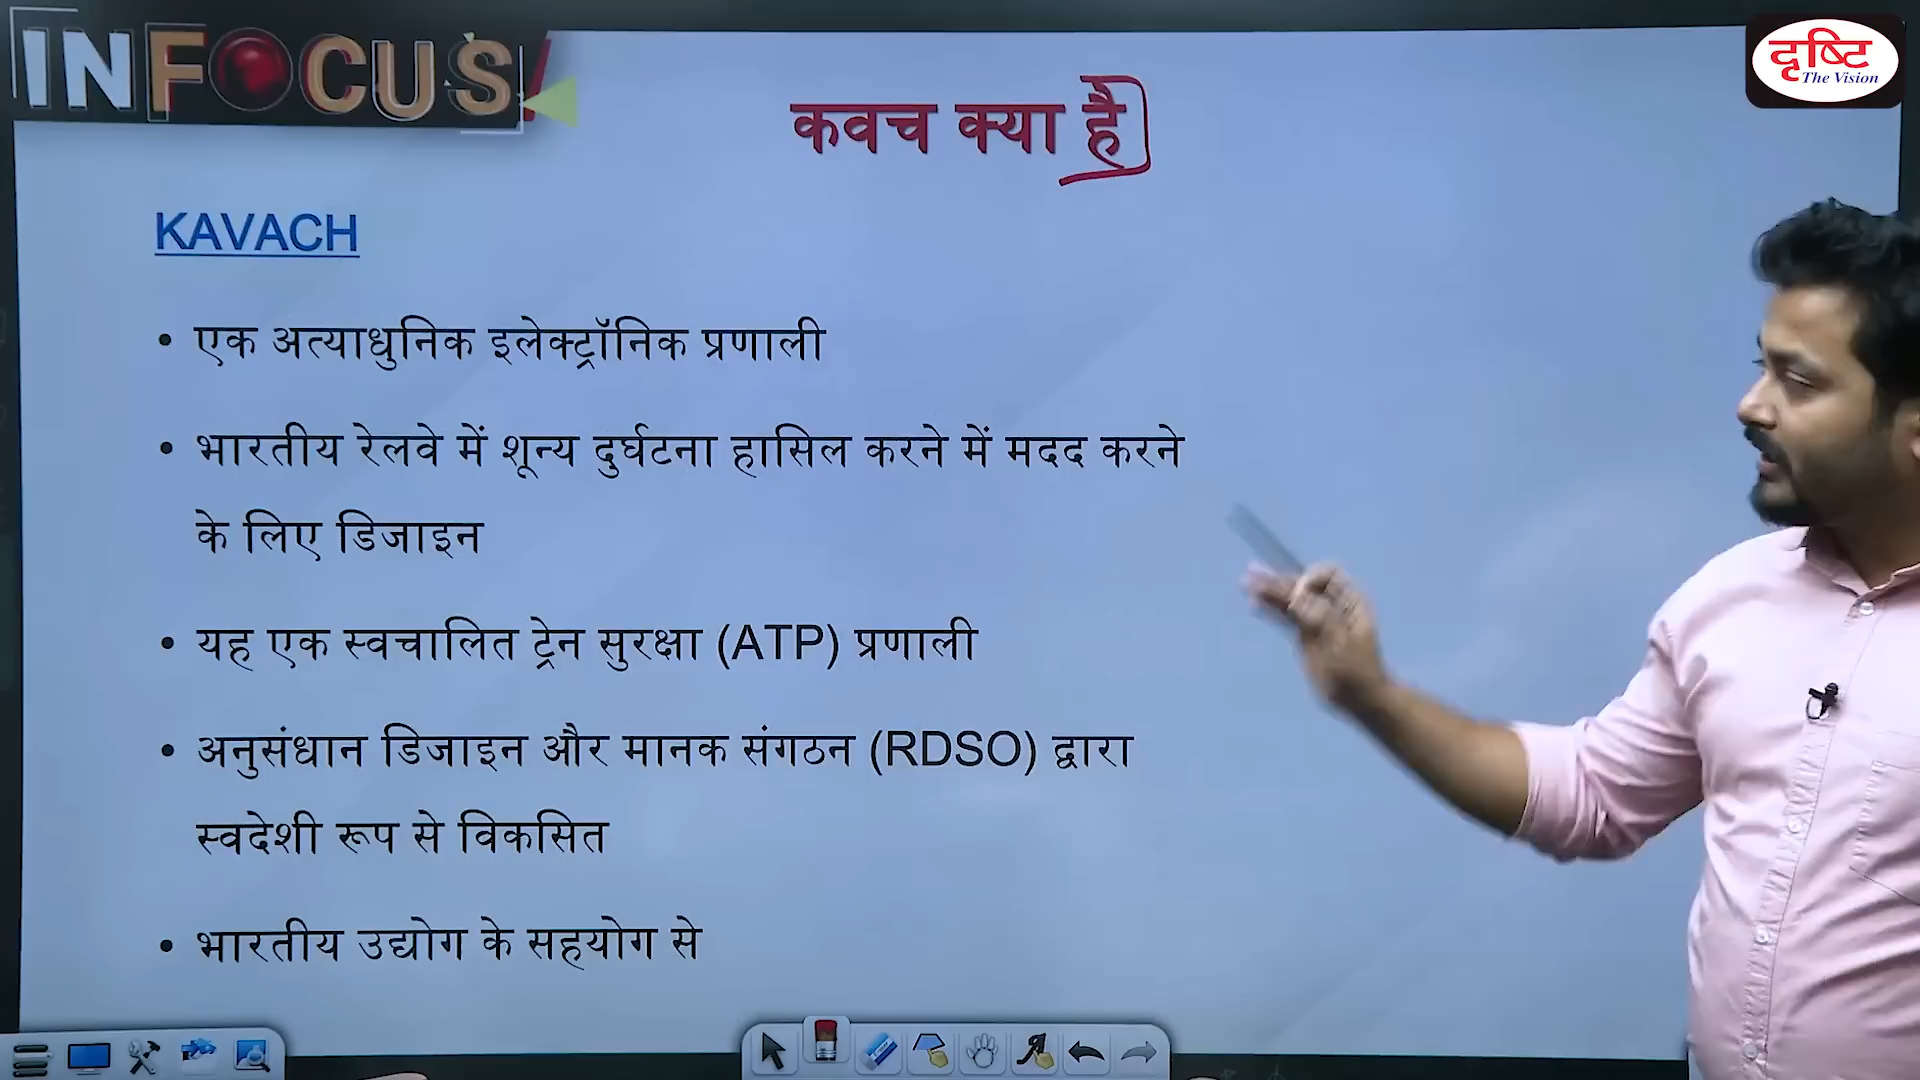 INFOCUS!
दृष्टि
The Vision
कवच क्या है
KAVACH
• एक अत्याधुनिक इलेक्ट्रॉनिक प्रणाली
• भारतीय रेलवे में शून्य दुर्घटना हासिल करने में मदद करने
के लिए डिजाइन
• यह एक स्वचालित ट्रेन सुरक्षा (ATP) प्रणाली
• अनुसंधान डिजाइन और मानक संगठन (RDSO) द्वारा
स्वदेशी रूप से विकसित
• भारतीय उद्योग के सहयोग से